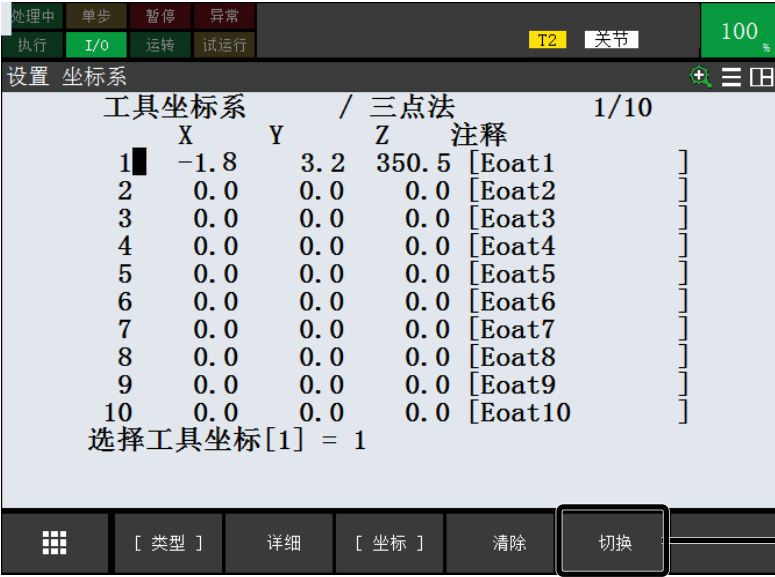 处理中 单步 暂停 异常
执行 I/O 运转 试运行 T2 关节 100 %
设置 坐标系
工具坐标系 / 三点法 1/10
X Y Z 注释
1 -1.8 3.2 350.5 [Eoat1 ]
2 0.0 0.0 0.0 [Eoat2 ]
3 0.0 0.0 0.0 [Eoat3 ]
4 0.0 0.0 0.0 [Eoat4 ]
5 0.0 0.0 0.0 [Eoat5 ]
6 0.0 0.0 0.0 [Eoat6 ]
7 0.0 0.0 0.0 [Eoat7 ]
8 0.0 0.0 0.0 [Eoat8 ]
9 0.0 0.0 0.0 [Eoat9 ]
10 0.0 0.0 0.0 [Eoat10 ]
选择工具坐标[1] = 1
[ 类型 ] 详细 [ 坐标 ] 清除 切换